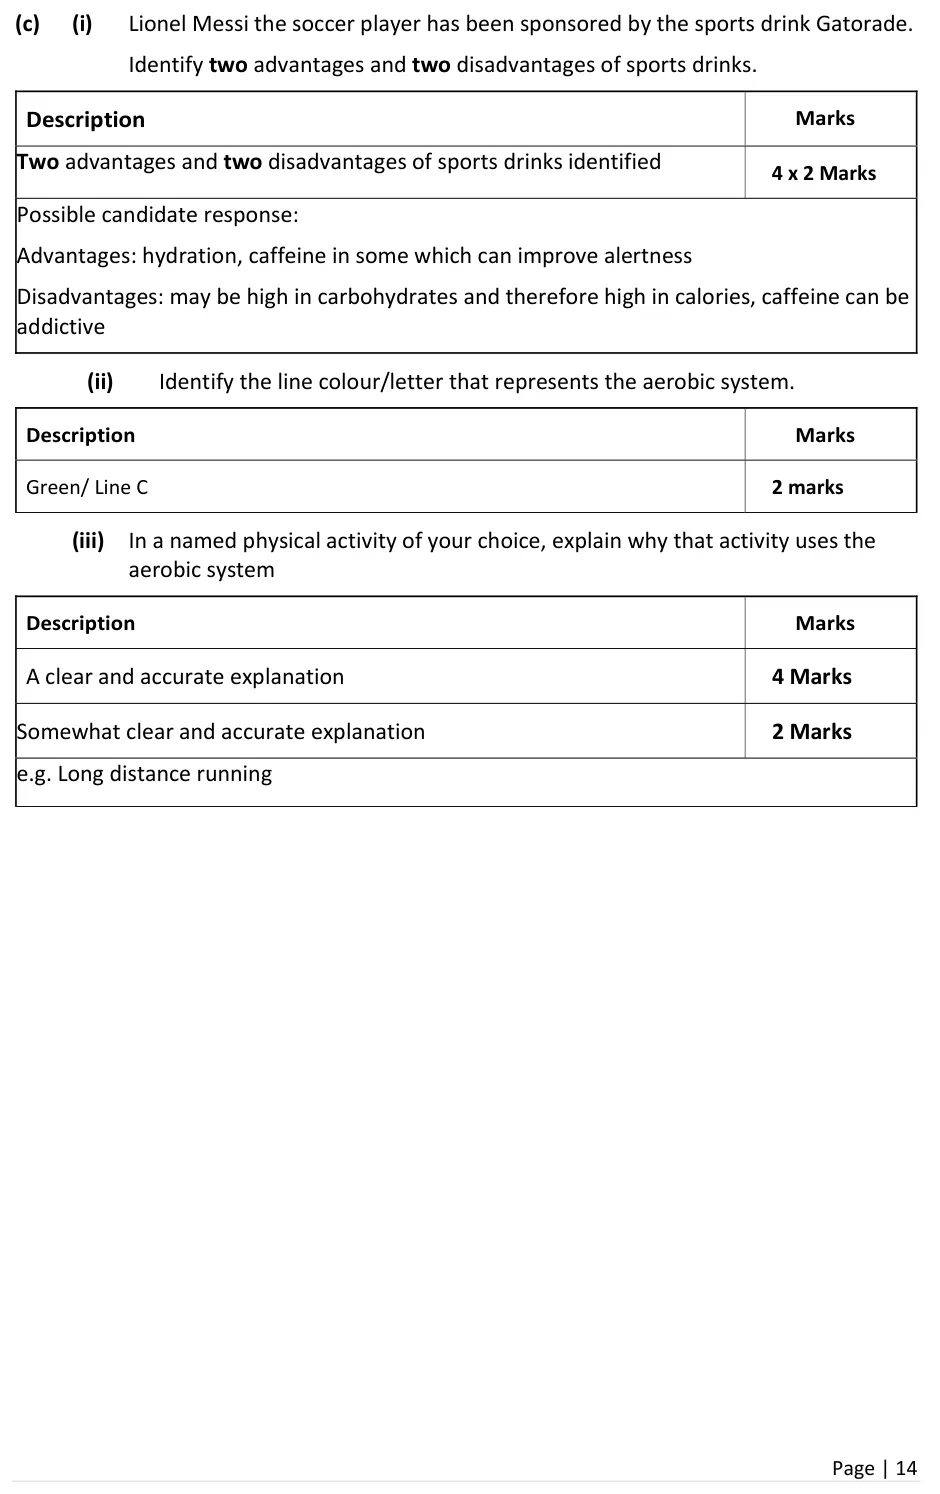 (c) (i) Lionel Messi the soccer player has been sponsored by the sports drink Gatorade.
Identify two advantages and two disadvantages of sports drinks.
Description Marks
Two advantages and two disadvantages of sports drinks identified 4 x 2 Marks
Possible candidate response:
Advantages: hydration, caffeine in some which can improve alertness
Disadvantages: may be high in carbohydrates and therefore high in calories, caffeine can be
addictive
(ii) Identify the line colour/letter that represents the aerobic system.
Description Marks
Green/ Line C 2 marks
(iii) In a named physical activity of your choice, explain why that activity uses the
aerobic system
Description Marks
A clear and accurate explanation 4 Marks
Somewhat clear and accurate explanation 2 Marks
e.g. Long distance running
Page | 14